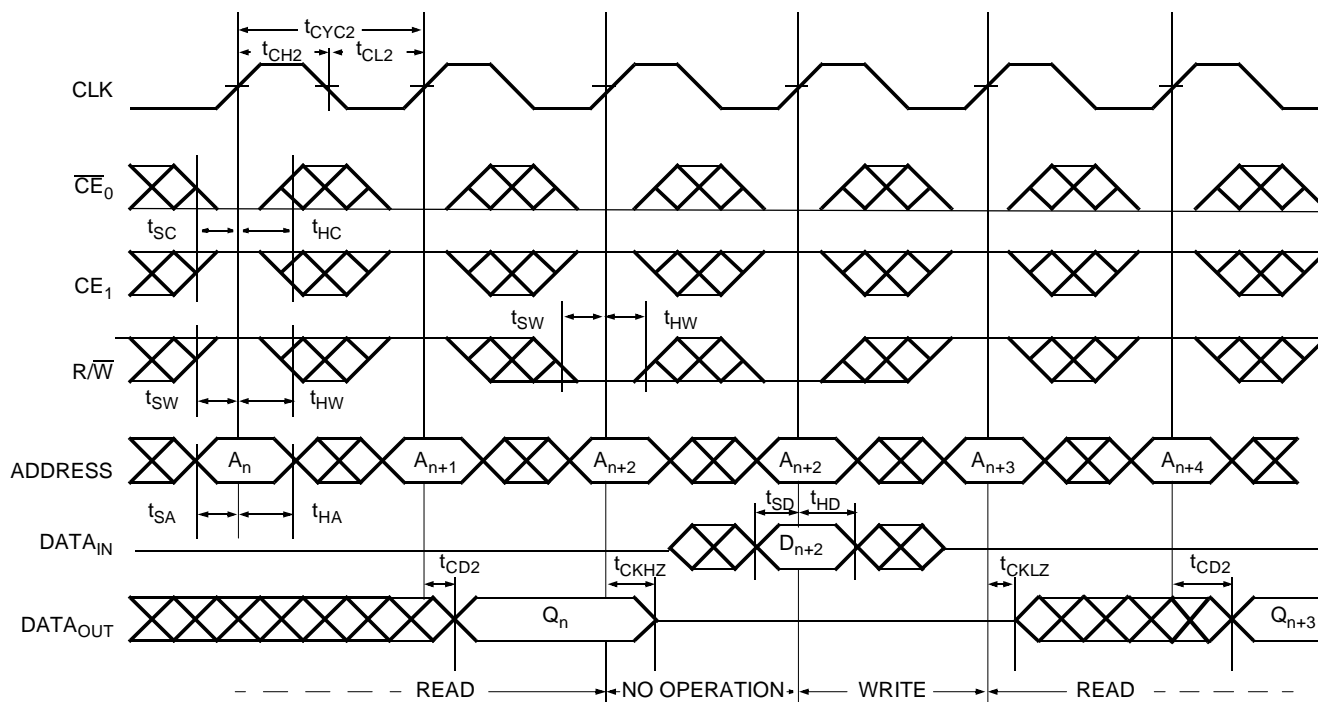 tCYC2
tCH2 tCL2
CLK
CE0
tSC tHC
CE1
tSW tHW
R/W
tSW tHW
An An+1 An+2 An+2 An+3 An+4
ADDRESS
tSA tHA tSD tHD
DATAIN Dn+2
tCD2 tCKHZ tCKLZ tCD2
DATAOUT Qn Qn+3
READ NO OPERATION WRITE READ